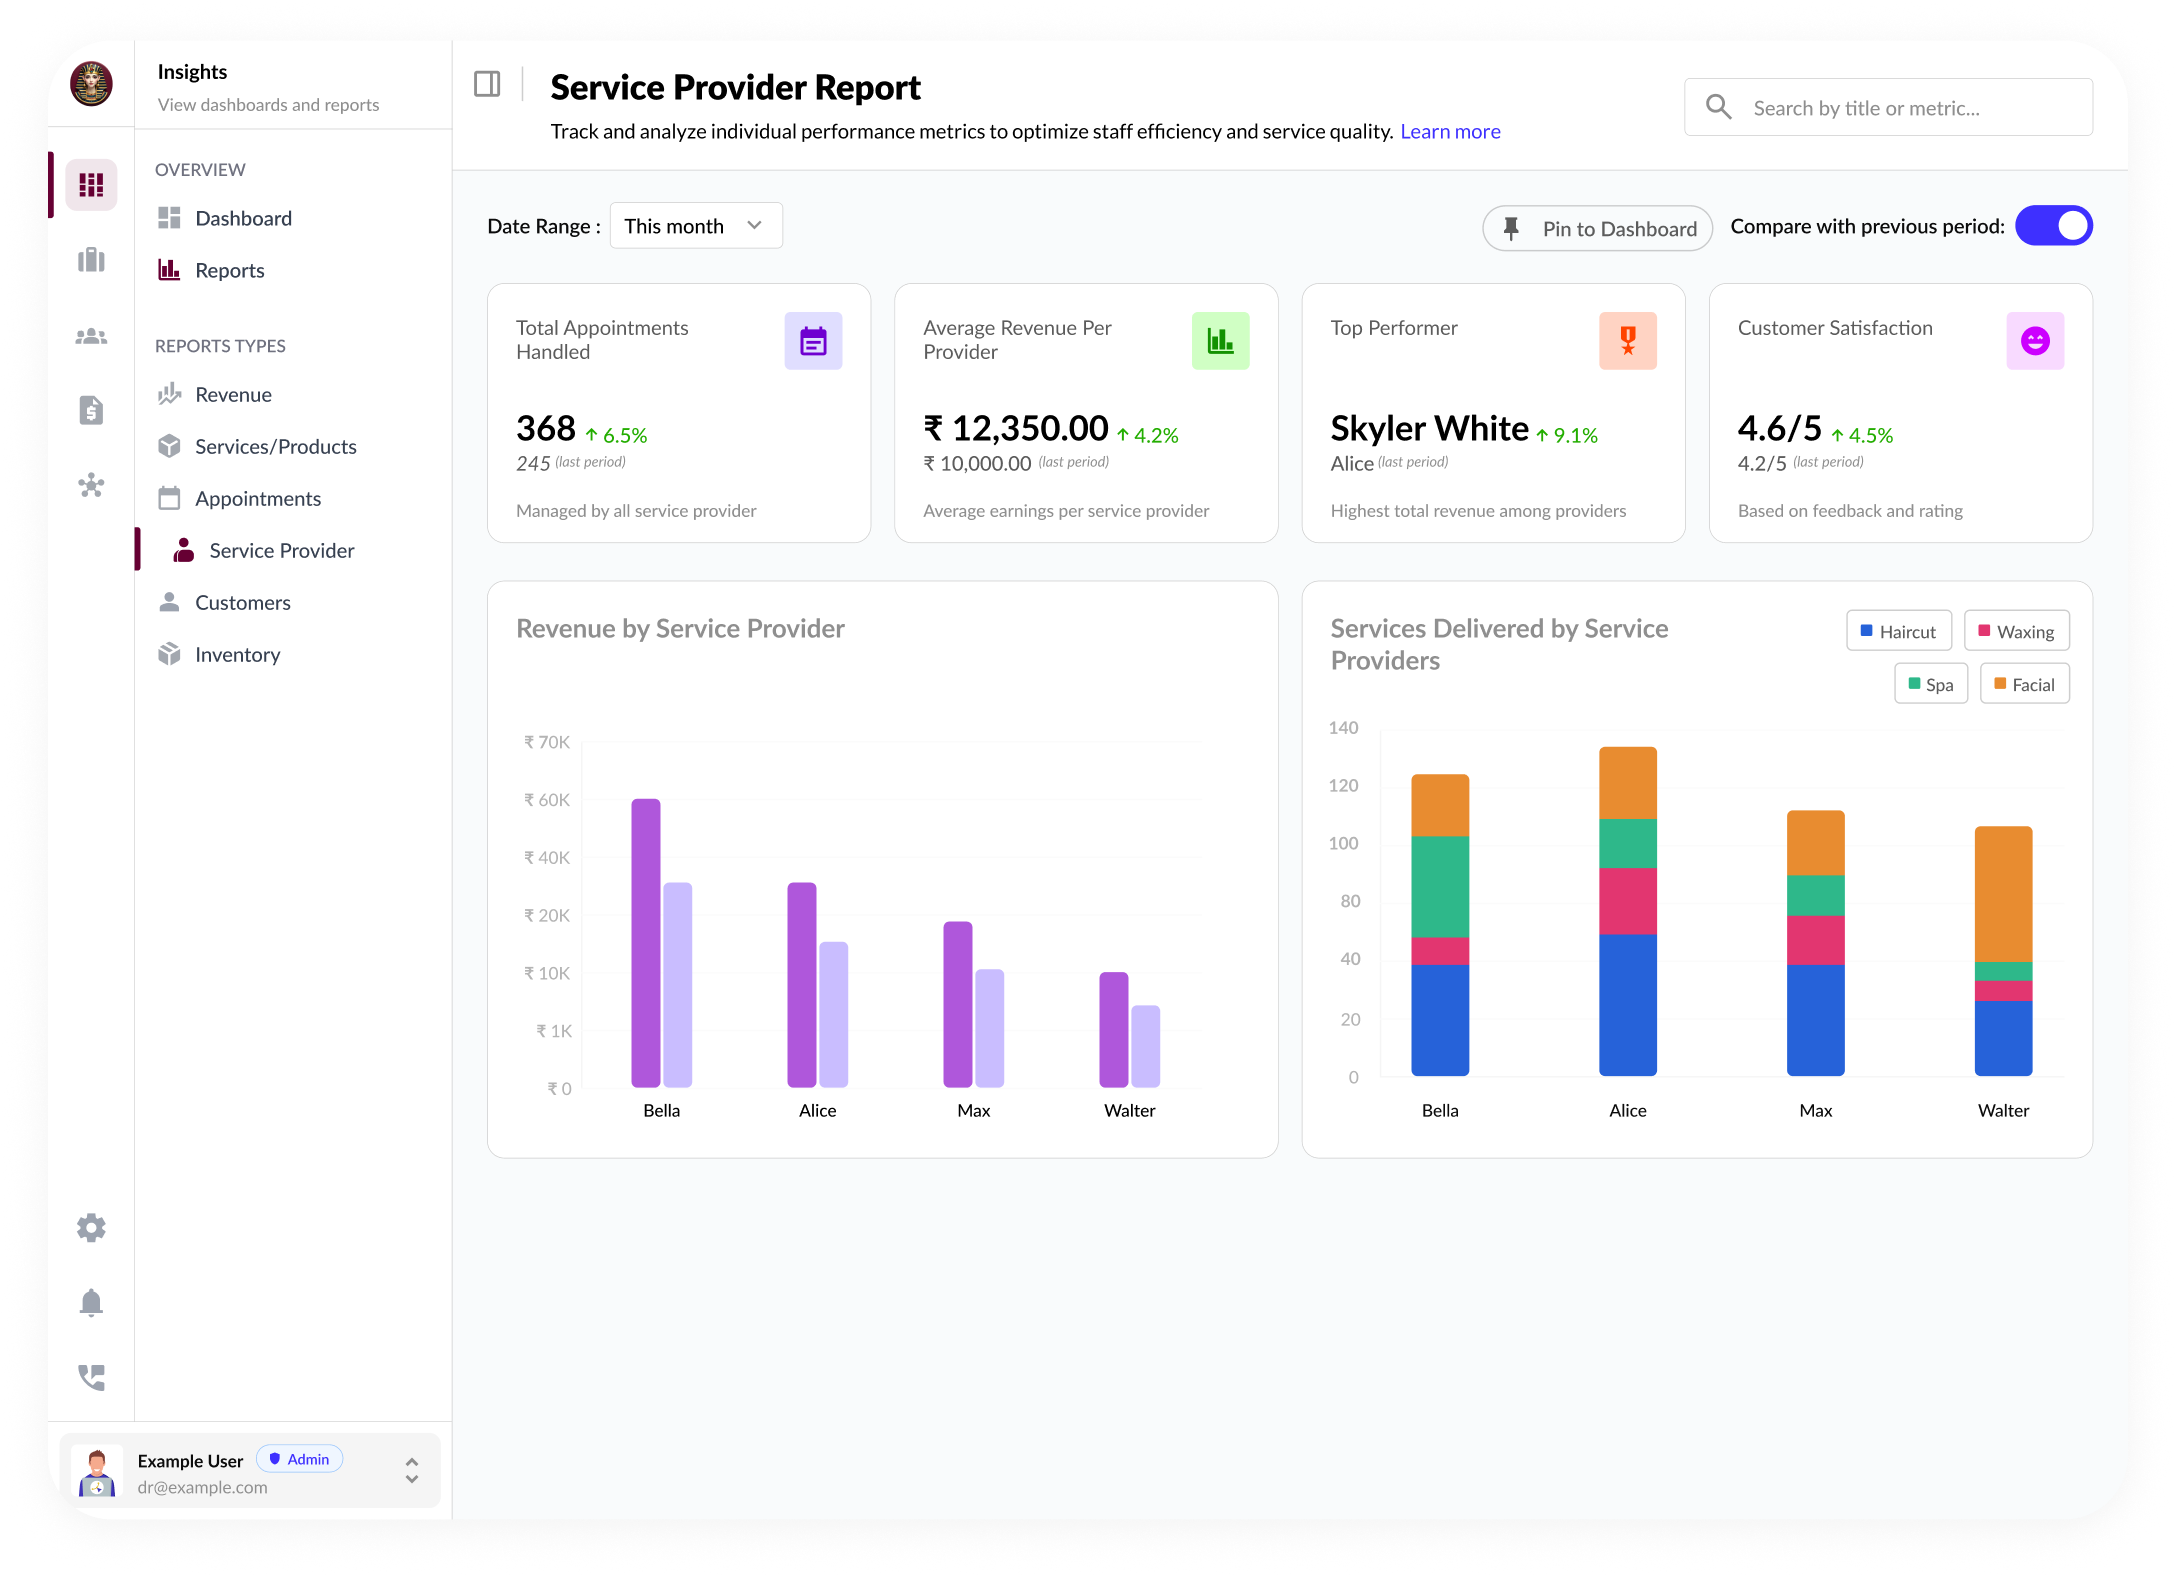 Insights
View dashboards and reports
OVERVIEW
Dashboard
Reports
REPORTS TYPES
Revenue
Services/Products
Appointments
Service Provider
Customers
Inventory
Example User
Admin
dr@example.com
Service Provider Report
Track and analyze individual performance metrics to optimize staff efficiency and service quality. Learn more
Search by title or metric...
Date Range :
This month
Pin to Dashboard
Compare with previous period:
Total Appointments
Handled
368 6.5%
245 (last period)
Managed by all service provider
Average Revenue Per
Provider
₹ 12,350.00 4.2%
₹ 10,000.00 (last period)
Average earnings per service provider
Top Performer
Skyler White 9.1%
Alice (last period)
Highest total revenue among providers
Customer Satisfaction
4.6/5 4.5%
4.2/5 (last period)
Based on feedback and rating
Revenue by Service Provider
₹ 70K
₹ 60K
₹ 40K
₹ 20K
₹ 10K
₹ 1K
₹ 0
Bella Alice Max Walter
Services Delivered by Service
Providers
Haircut Waxing
Spa Facial
140
120
100
80
40
20
0
Bella Alice Max Walter